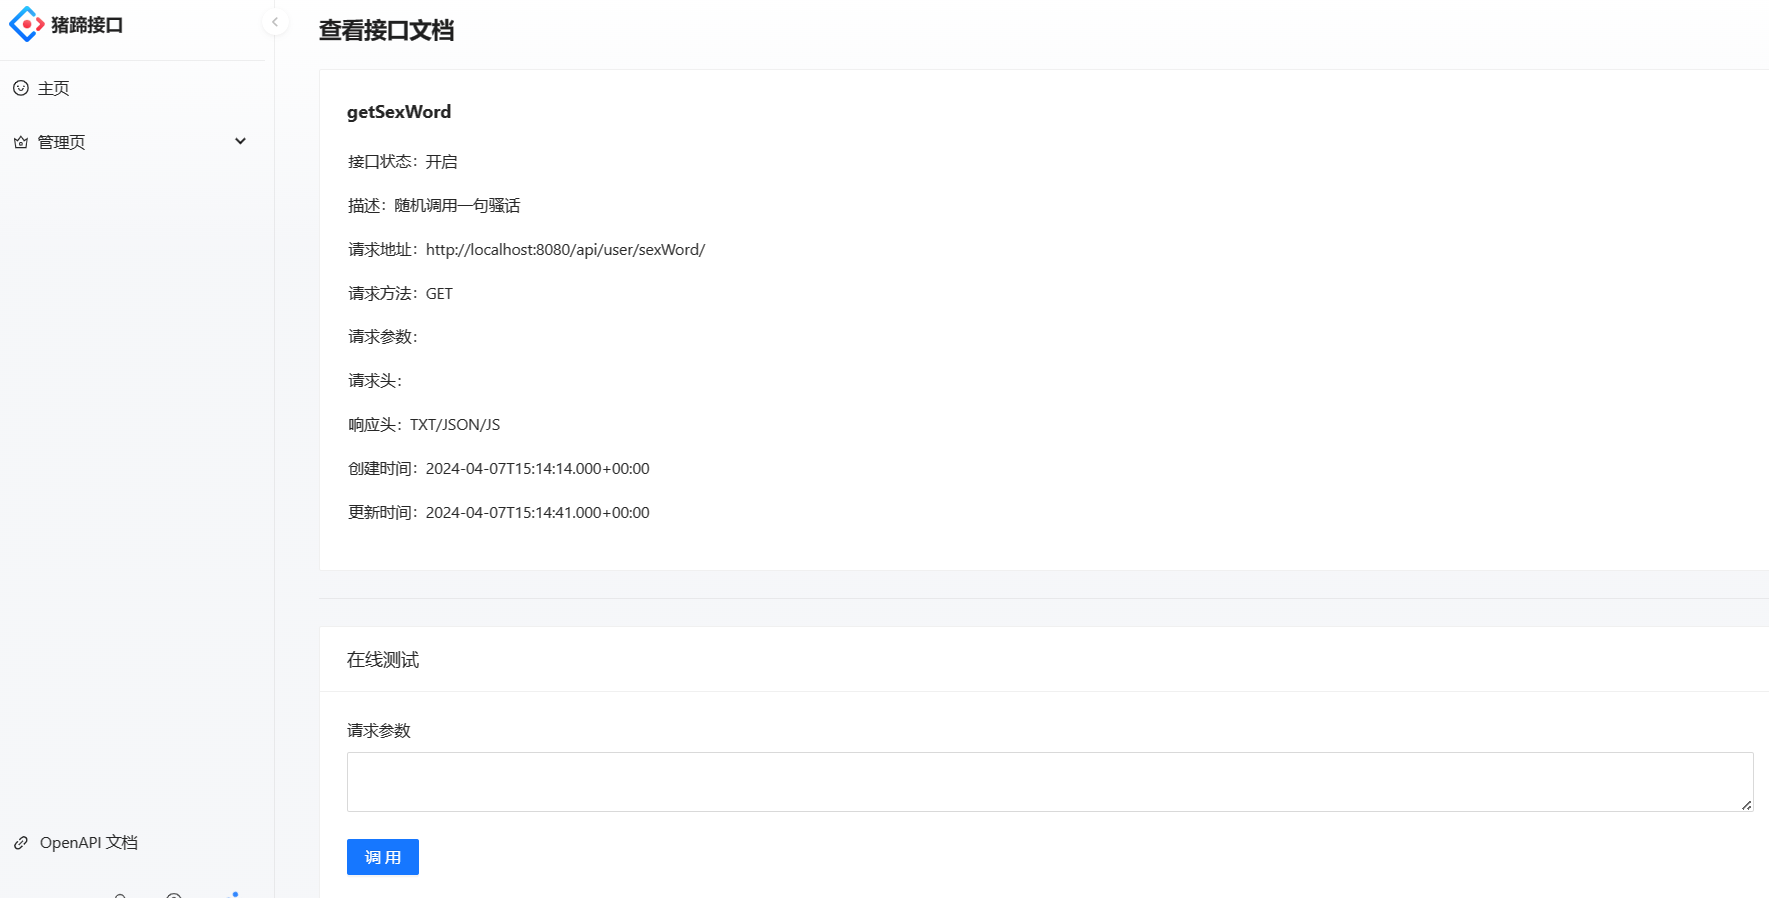 猪蹄接口
主页
管理页
OpenAPI 文档
查看接口文档
getSexWord
接口状态：开启
描述：随机调用一句骚话
请求地址：http://localhost:8080/api/user/sexWord/
请求方法：GET
请求参数：
请求头：
响应头：TXT/JSON/JS
创建时间：2024-04-07T15:14:14.000+00:00
更新时间：2024-04-07T15:14:41.000+00:00
在线测试
请求参数
调 用